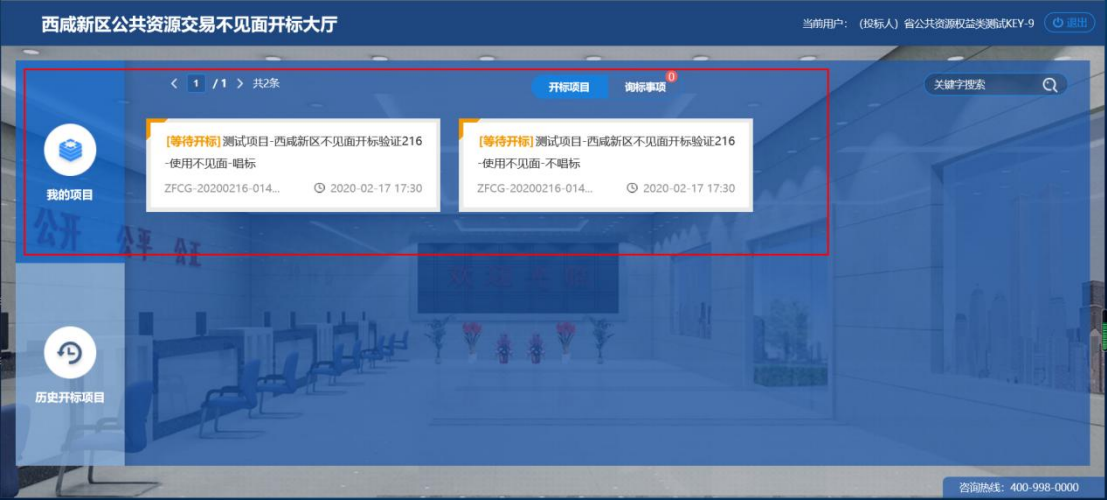 西咸新区公共资源交易不见面开标大厅
当前用户：（投标人）省公共资源权益类测试KEY-9 退出
1 / 1 共2条
开标项目 询标事项 0
关键字搜索
[等待开标] 测试项目-西咸新区不见面开标验证216
-使用不见面-唱标
ZFCG-20200216-014... 2020-02-17 17:30
[等待开标] 测试项目-西咸新区不见面开标验证216
-使用不见面-不唱标
ZFCG-20200216-014... 2020-02-17 17:30
我的项目
公开 公平 公正
历史开标项目
咨询热线：400-998-0000